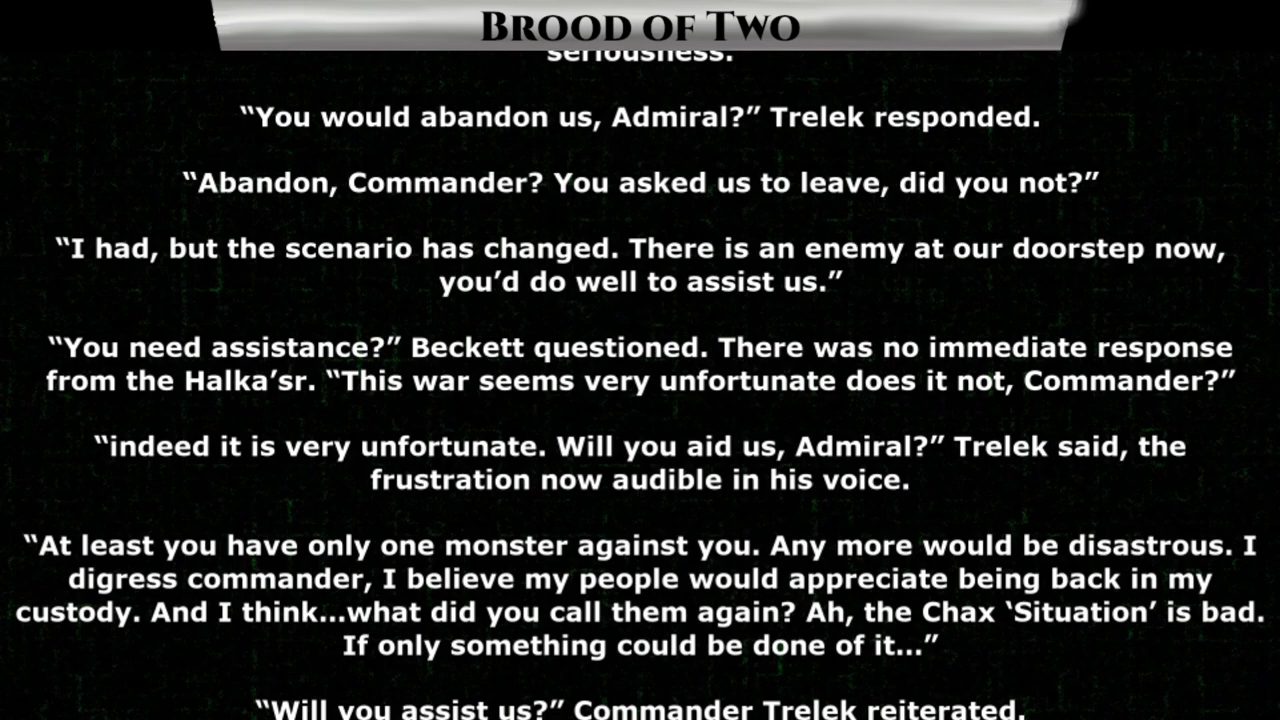 Brood of Two
seriousness.
“You would abandon us, Admiral?” Trelek responded.
“Abandon, Commander? You asked us to leave, did you not?”
“I had, but the scenario has changed. There is an enemy at our doorstep now,
you’d do well to assist us.”
“You need assistance?” Beckett questioned. There was no immediate response
from the Halka’sr. “This war seems very unfortunate does it not, Commander?”
“indeed it is very unfortunate. Will you aid us, Admiral?” Trelek said, the
frustration now audible in his voice.
“At least you have only one monster against you. Any more would be disastrous. I
digress commander, I believe my people would appreciate being back in my
custody. And I think...what did you call them again? Ah, the Chax ‘Situation’ is bad.
If only something could be done of it...”
“Will you assist us?” Commander Trelek reiterated.